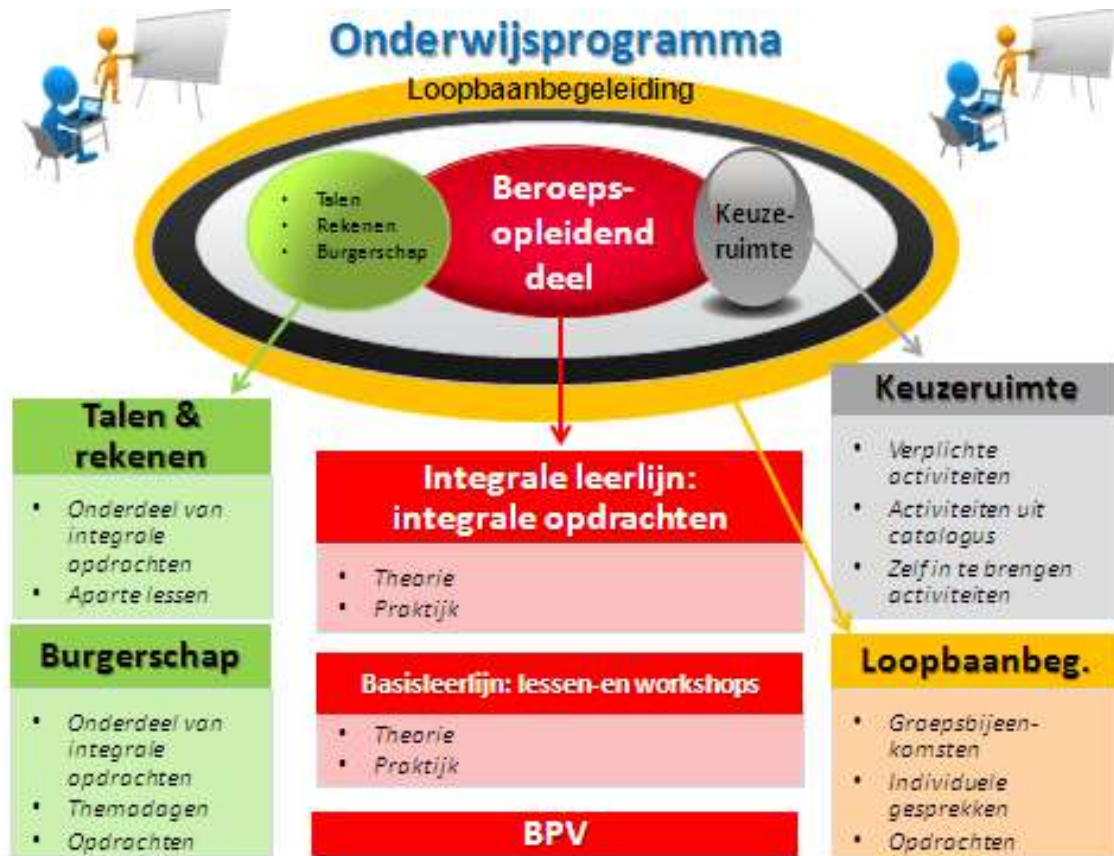 Onderwijsprogramma
Loopbaanbegeleiding
• Talen
• Rekenen
• Burgerschap
Beroeps-
opleidend
deel
Keuze-
ruimte
Talen &
rekenen
• Onderdeel van
integrale
opdrachten
• Aparte lessen
Burgerschap
• Onderdeel van
integrale
opdrachten
• Themadagen
• Opdrachten
Integrale leerlijn:
integrale opdrachten
• Theorie
• Praktijk
Basisleerlijn: lessen-en workshops
• Theorie
• Praktijk
BPV
Keuzeruimte
• Verplichte
activiteiten
• Activiteiten uit
catalogus
• Zelf in te brengen
activiteiten
Loopbaanbeg.
• Groepsbijeen-
komsten
• Individuele
gesprekken
• Opdrachten